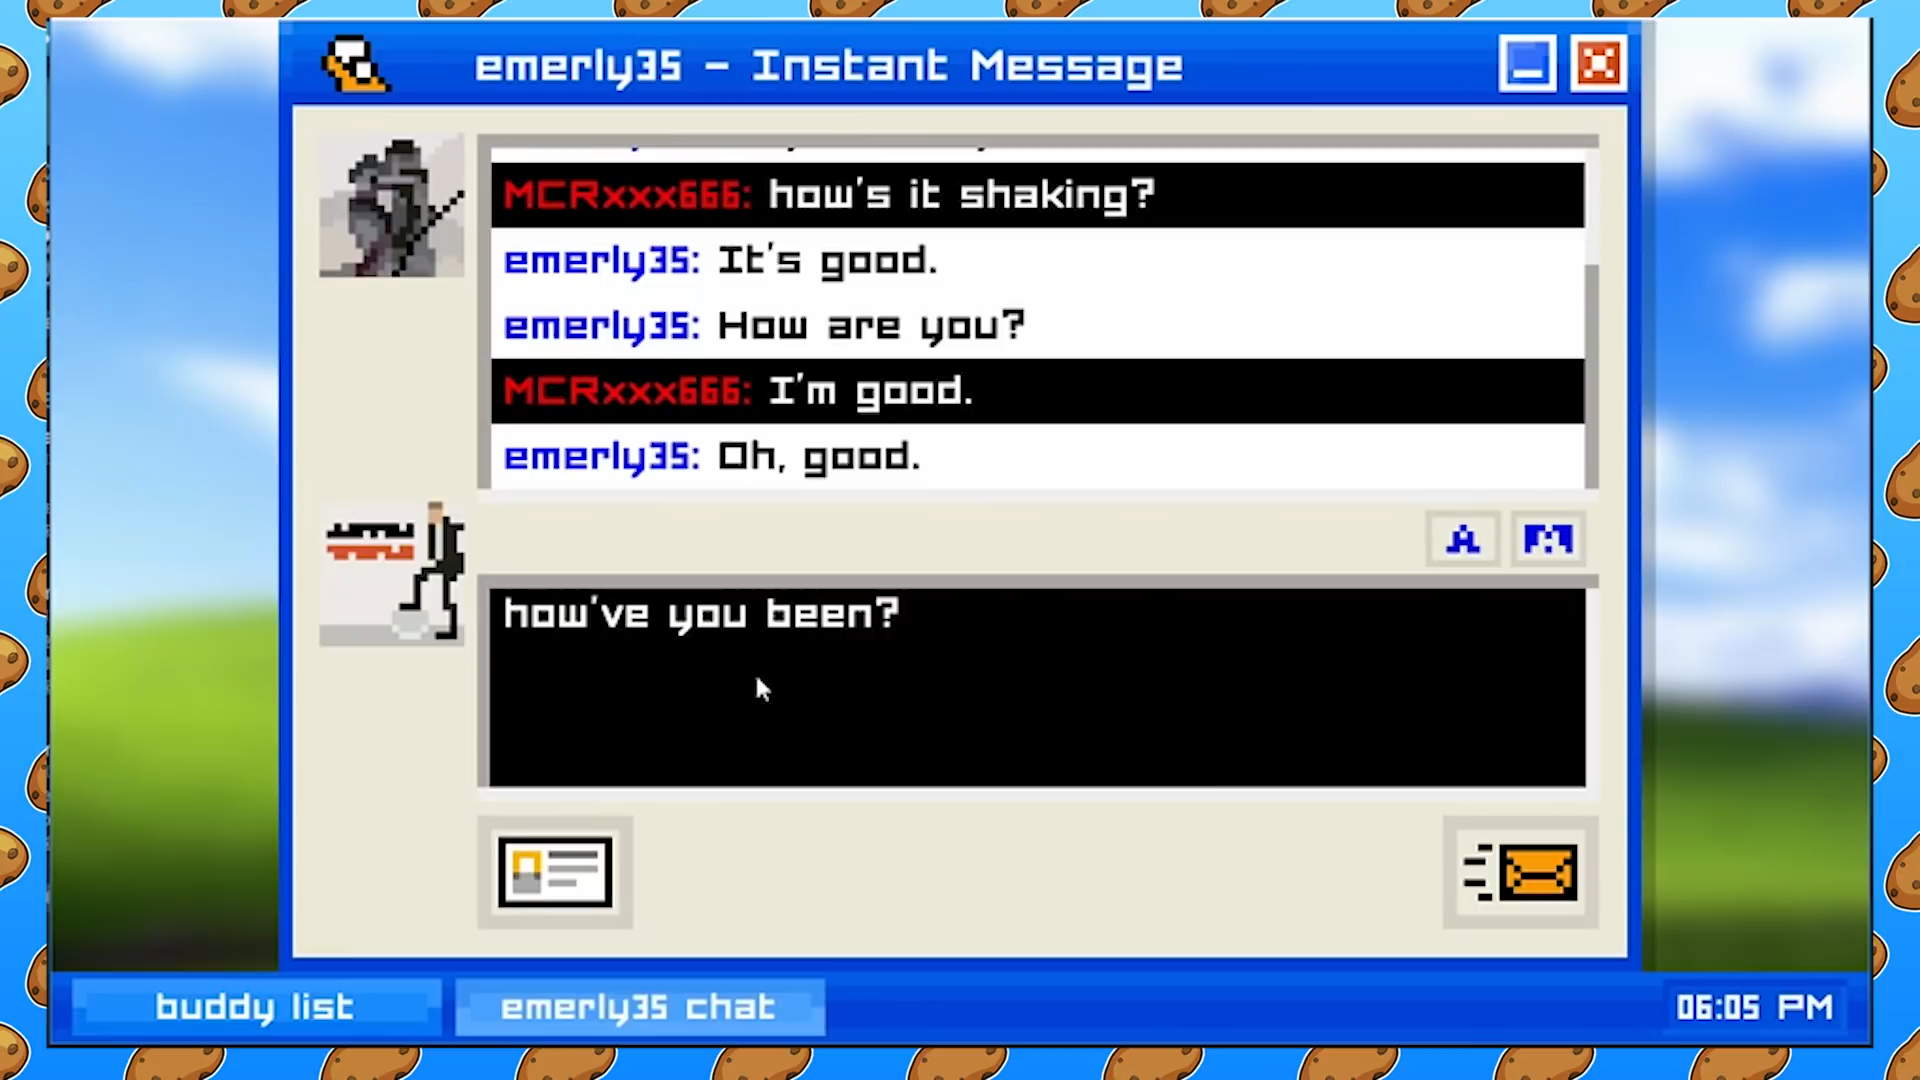 emerly35 - Instant Message
MCRxxx666: how's it shaking?
emerly35: It's good.
emerly35: How are you?
MCRxxx666: I'm good.
emerly35: Oh, good.
A
how've you been?
buddy list
emerly35 chat
06:05 PM